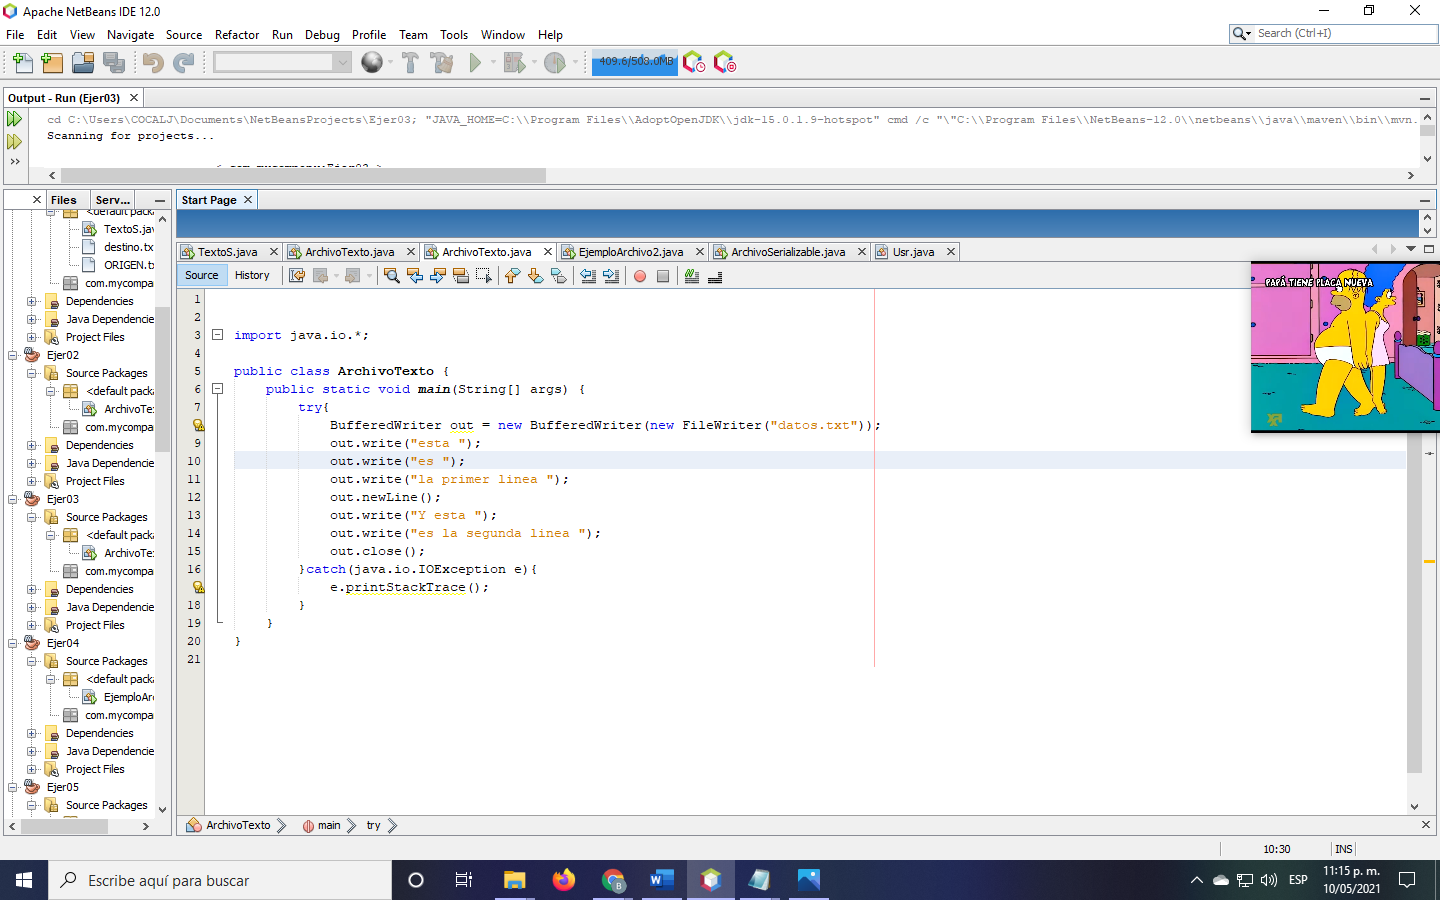 Apache NetBeans IDE 12.0
File Edit View Navigate Source Refactor Run Debug Profile Team Tools Window Help
Search (Ctrl+I)
409.6/508.0MB
Output - Run (Ejer03)
cd C:\Users\COCALJ\Documents\NetBeansProjects\Ejer03; "JAVA_HOME=C:\\Program Files\\AdoptOpenJDK\\jdk-15.0.1.9-hotspot" cmd /c "\"C:\\Program Files\\NetBeans-12.0\\netbeans\\java\\maven\\bin\\mvn.
Scanning for projects...
Files Serv...
Start Page
<default packa
TextoS.jav
destino.tx
ORIGEN.t
com.mycompa
Dependencies
Java Dependencie
Project Files
Ejer02
Source Packages
<default packa
ArchivoTe
com.mycompa
Dependencies
Java Dependencie
Project Files
Ejer03
Source Packages
<default packa
ArchivoTe
com.mycompa
Dependencies
Java Dependencie
Project Files
Ejer04
Source Packages
<default packa
EjemploAr
com.mycompa
Dependencies
Java Dependencie
Project Files
Ejer05
Source Packages
TextoS.java ArchivoTexto.java ArchivoTexto.java EjemploArchivo2.java ArchivoSerializable.java Usr.java
Source History
PAPÁ TIENE PLACA NUEVA
1
2
3 import java.io.*;
4
5 public class ArchivoTexto {
6 public static void main(String[] args) {
7 try{
BufferedWriter out = new BufferedWriter(new FileWriter("datos.txt"));
9 out.write("esta ");
10 out.write("es ");
11 out.write("la primer linea ");
12 out.newLine();
13 out.write("Y esta ");
14 out.write("es la segunda linea ");
15 out.close();
16 }catch(java.io.IOException e){
e.printStackTrace();
18 }
19 }
20 }
21
ArchivoTexto main try
10:30 INS
Escribe aquí para buscar
ESP
11:15 p. m.
10/05/2021